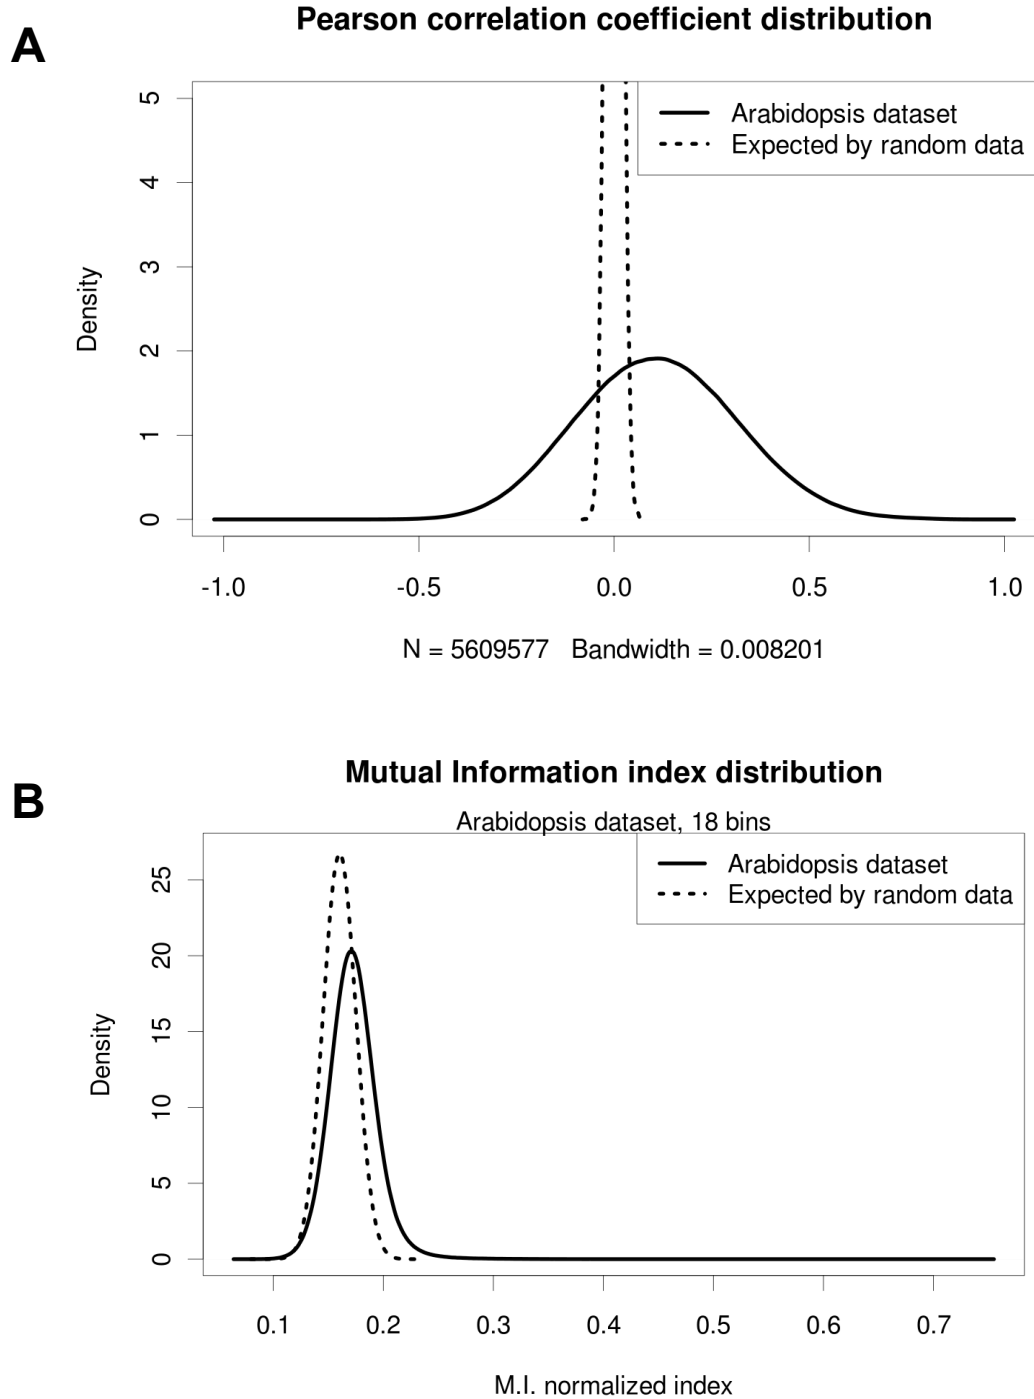 A
Pearson correlation coefficient distribution
Arabidopsis dataset
Expected by random data
Density
5
4
3
2
1
0
-1.0 -0.5 0.0 0.5 1.0
N = 5609577 Bandwidth = 0.008201
B
Mutual Information index distribution
Arabidopsis dataset, 18 bins
Arabidopsis dataset
Expected by random data
Density
25
20
15
10
5
0
0.1 0.2 0.3 0.4 0.5 0.6 0.7
M.I. normalized index